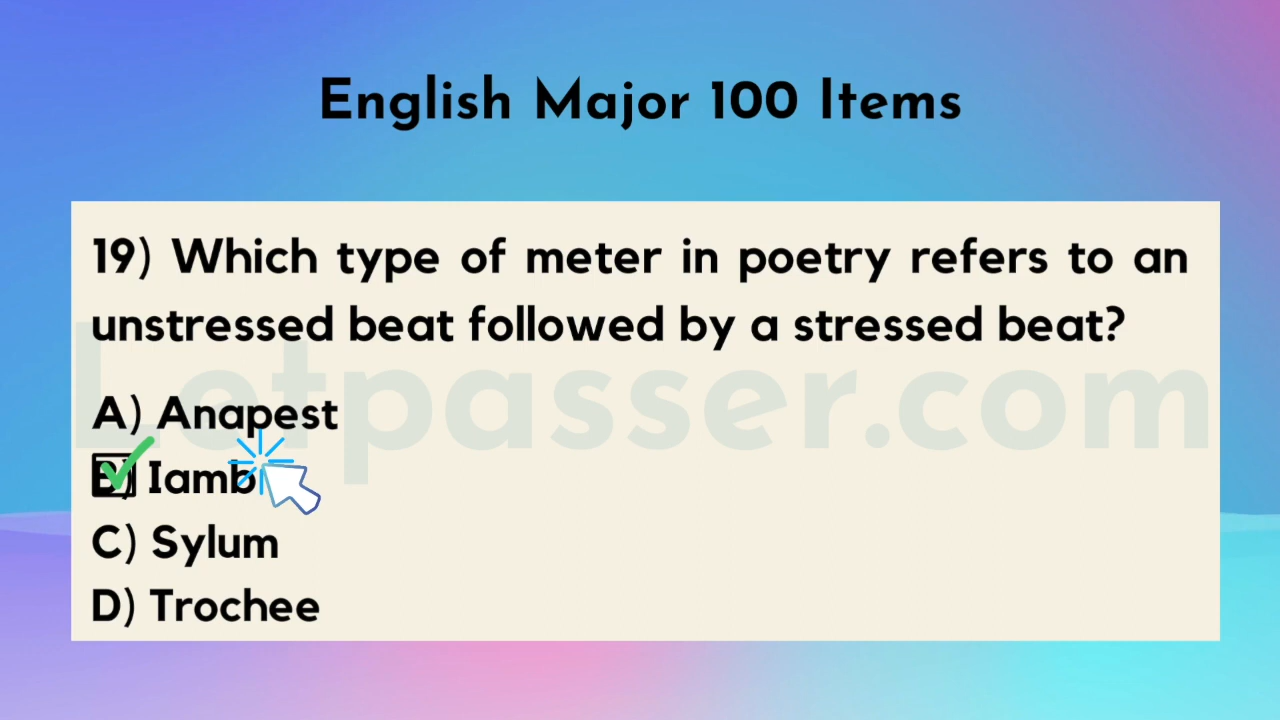 English Major 100 Items
19) Which type of meter in poetry refers to an
unstressed beat followed by a stressed beat?
Letpasser.com
A) Anapest
B) Iamb
C) Sylum
D) Trochee